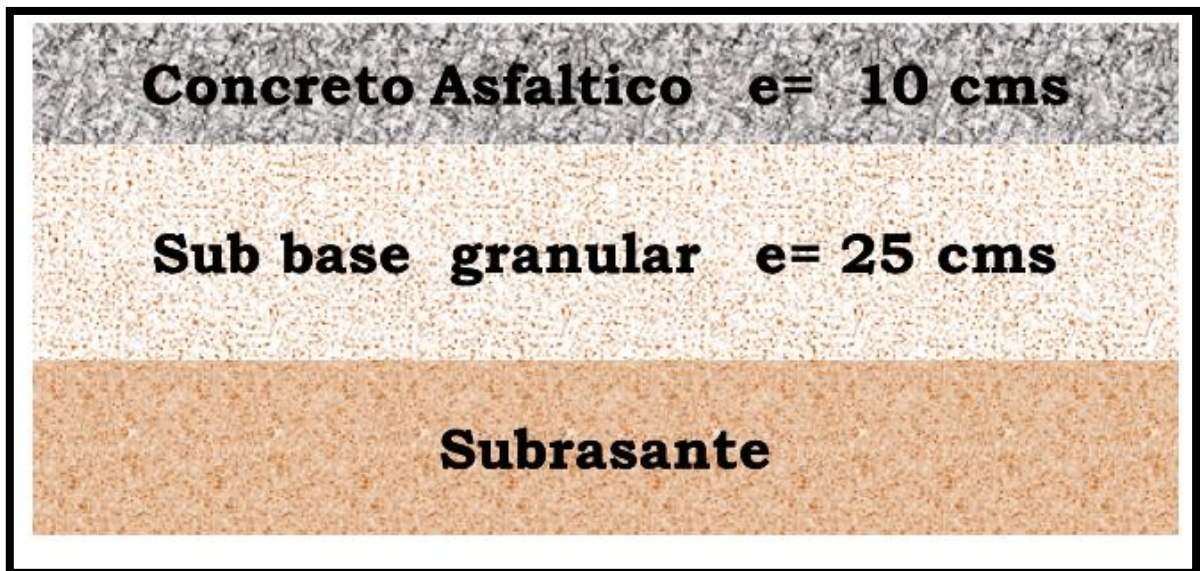 Concreto Asfaltico e= 10 cms
Sub base granular e= 25 cms
Subrasante